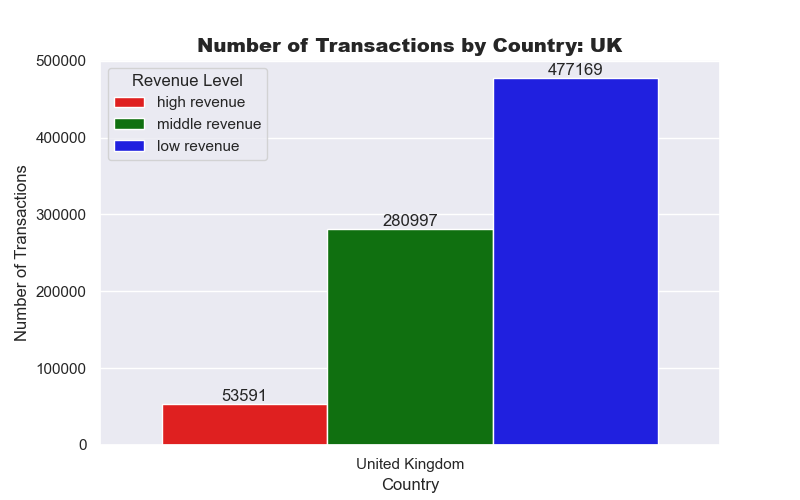 Number of Transactions by Country: UK
500000
400000
300000
200000
100000
0
Number of Transactions
Revenue Level
high revenue
middle revenue
low revenue
53591
280997
477169
United Kingdom
Country